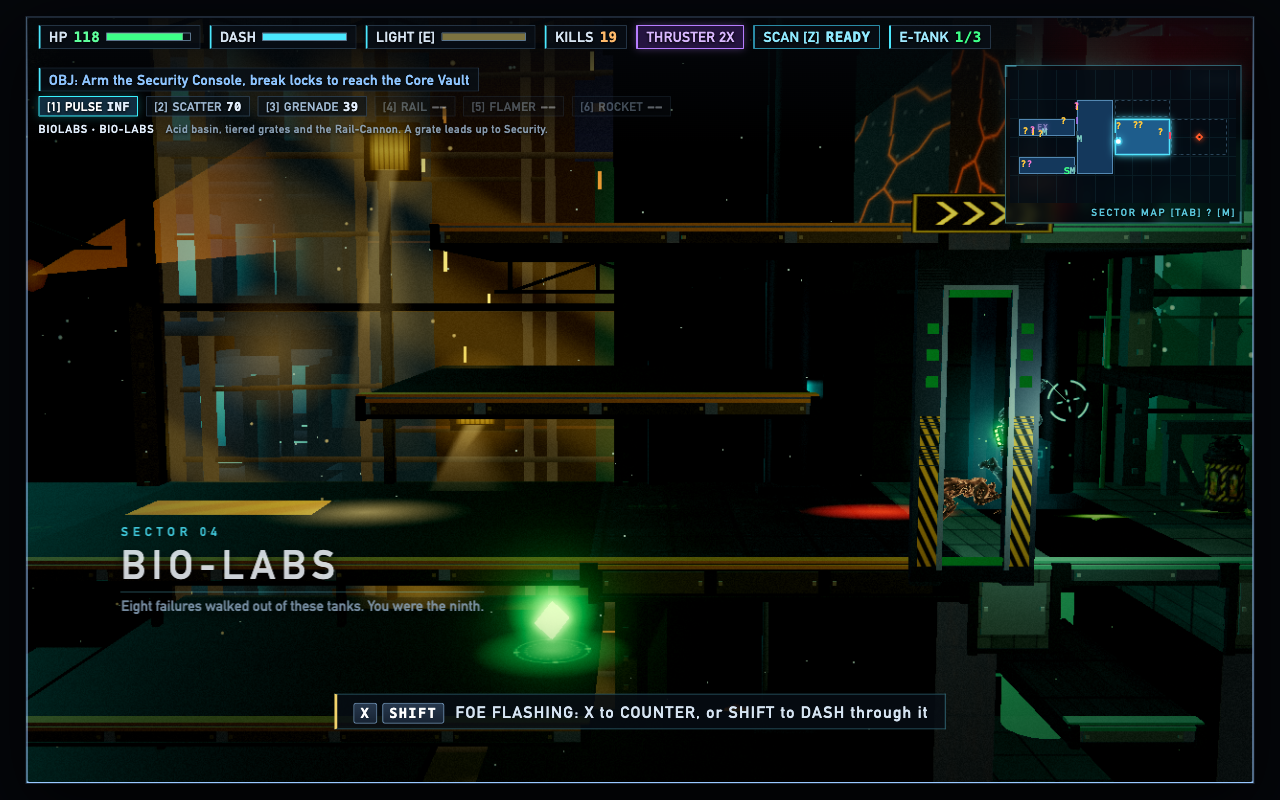 HP 118 DASH LIGHT [E] KILLS 19 THRUSTER 2X SCAN [Z] READY E-TANK 1/3
OBJ: Arm the Security Console, break locks to reach the Core Vault
[1] PULSE INF [2] SCATTER 70 [3] GRENADE 39 [4] RAIL -- [5] FLAMER -- [6] ROCKET --
BIOLABS · BIO-LABS Acid basin, tiered grates and the Rail-Cannon. A grate leads up to Security.
SECTOR MAP [TAB] ? [M]
SECTOR 04
BIO-LABS
Eight failures walked out of these tanks. You were the ninth.
X SHIFT FOE FLASHING: X to COUNTER, or SHIFT to DASH through it